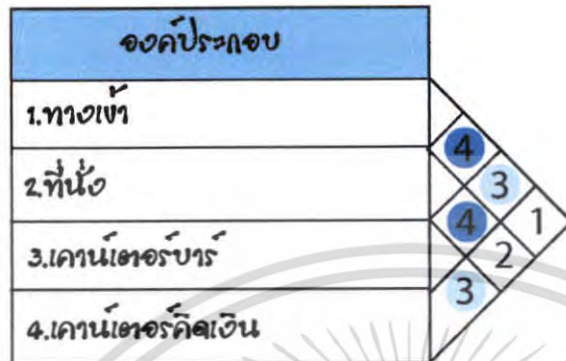 องค์ประกอบ
1.ทางเข้า
2.ที่นั่ง
3.เคาน์เตอร์บาร์
4.เคาน์เตอร์คิดเงิน
4
3
4
1
2
3